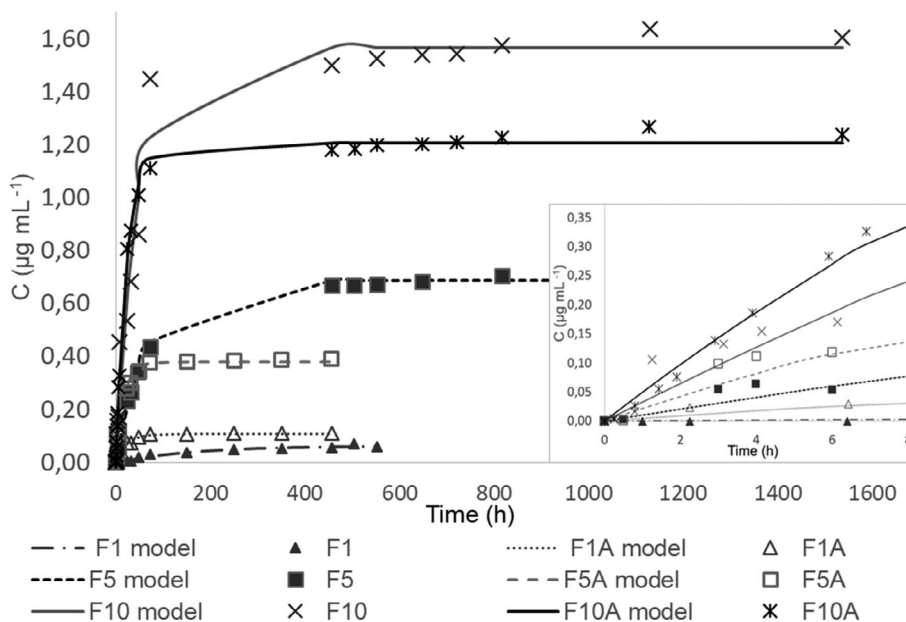 1,60
1,40
1,20
1,00
0,80
0,60
0,40
0,20
0,00
C (µg mL⁻¹)
0 200 400 600 800 1000 1200 1400 1600
Time (h)
0,35
0,30
0,25
0,20
0,15
0,10
0,05
0,00
C (µg mL⁻¹)
0 2 4 6 8
Time (h)
F1 model F1 F1A model F1A
F5 model F5 F5A model F5A
F10 model F10 F10A model F10A